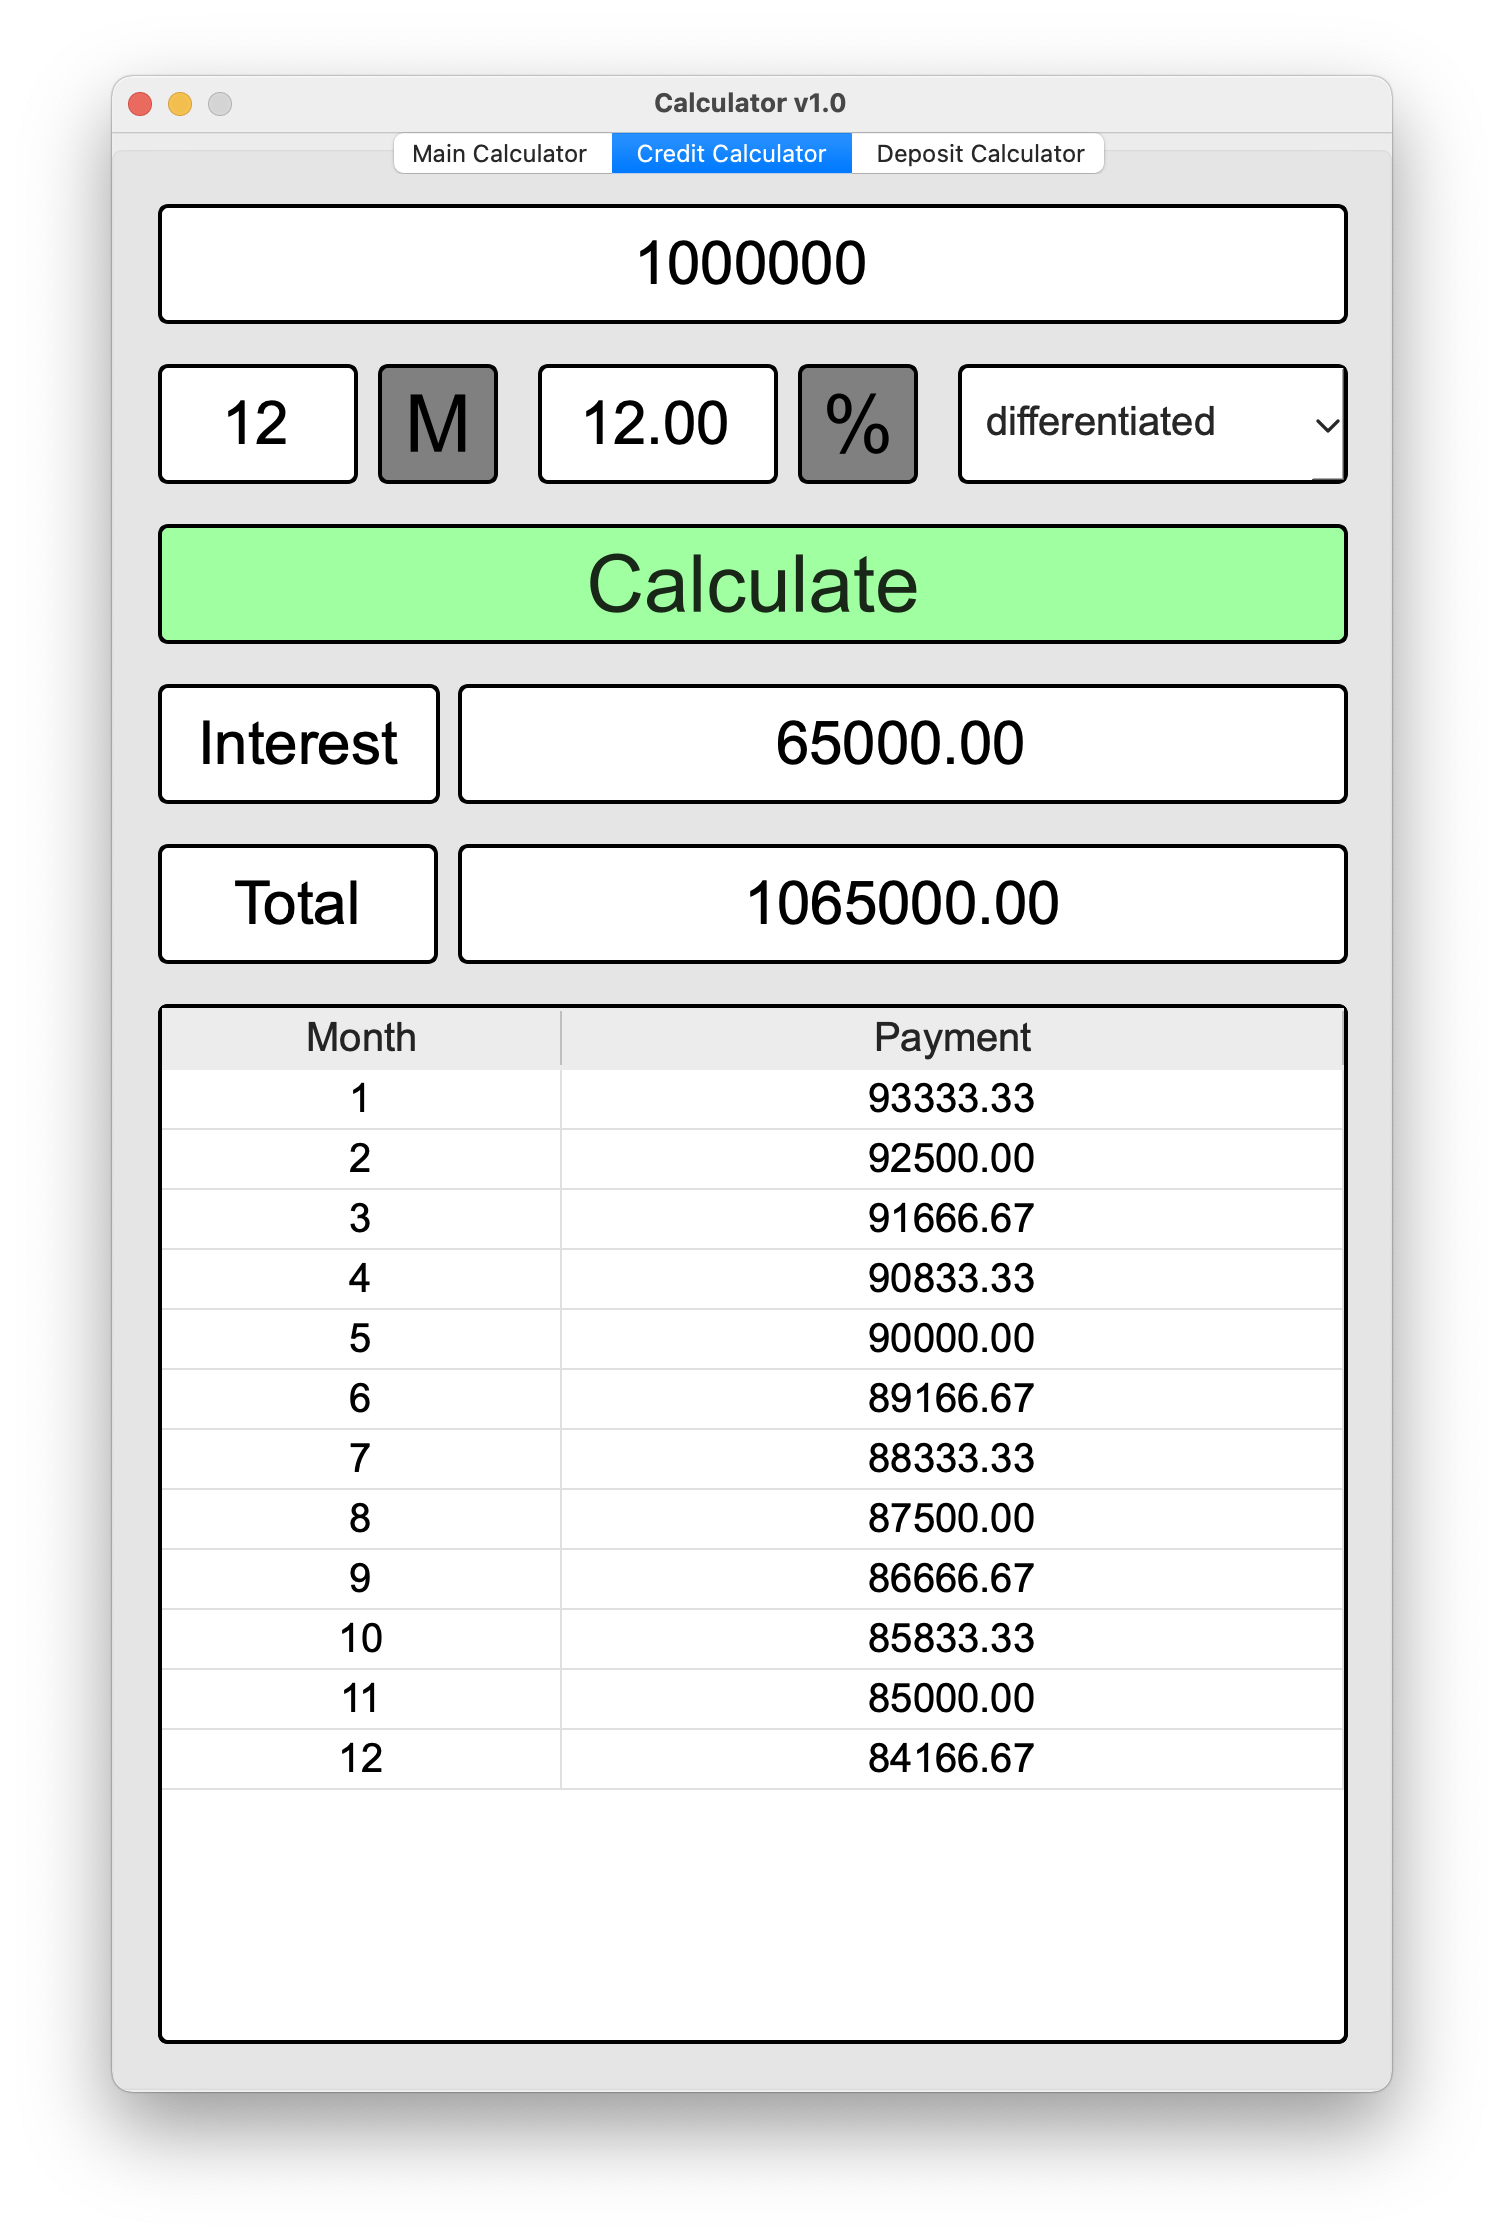 Calculator v1.0
Main Calculator Credit Calculator Deposit Calculator
1000000
12 M 12.00 % differentiated
Calculate
Interest 65000.00
Total 1065000.00
Month Payment
1 93333.33
2 92500.00
3 91666.67
4 90833.33
5 90000.00
6 89166.67
7 88333.33
8 87500.00
9 86666.67
10 85833.33
11 85000.00
12 84166.67